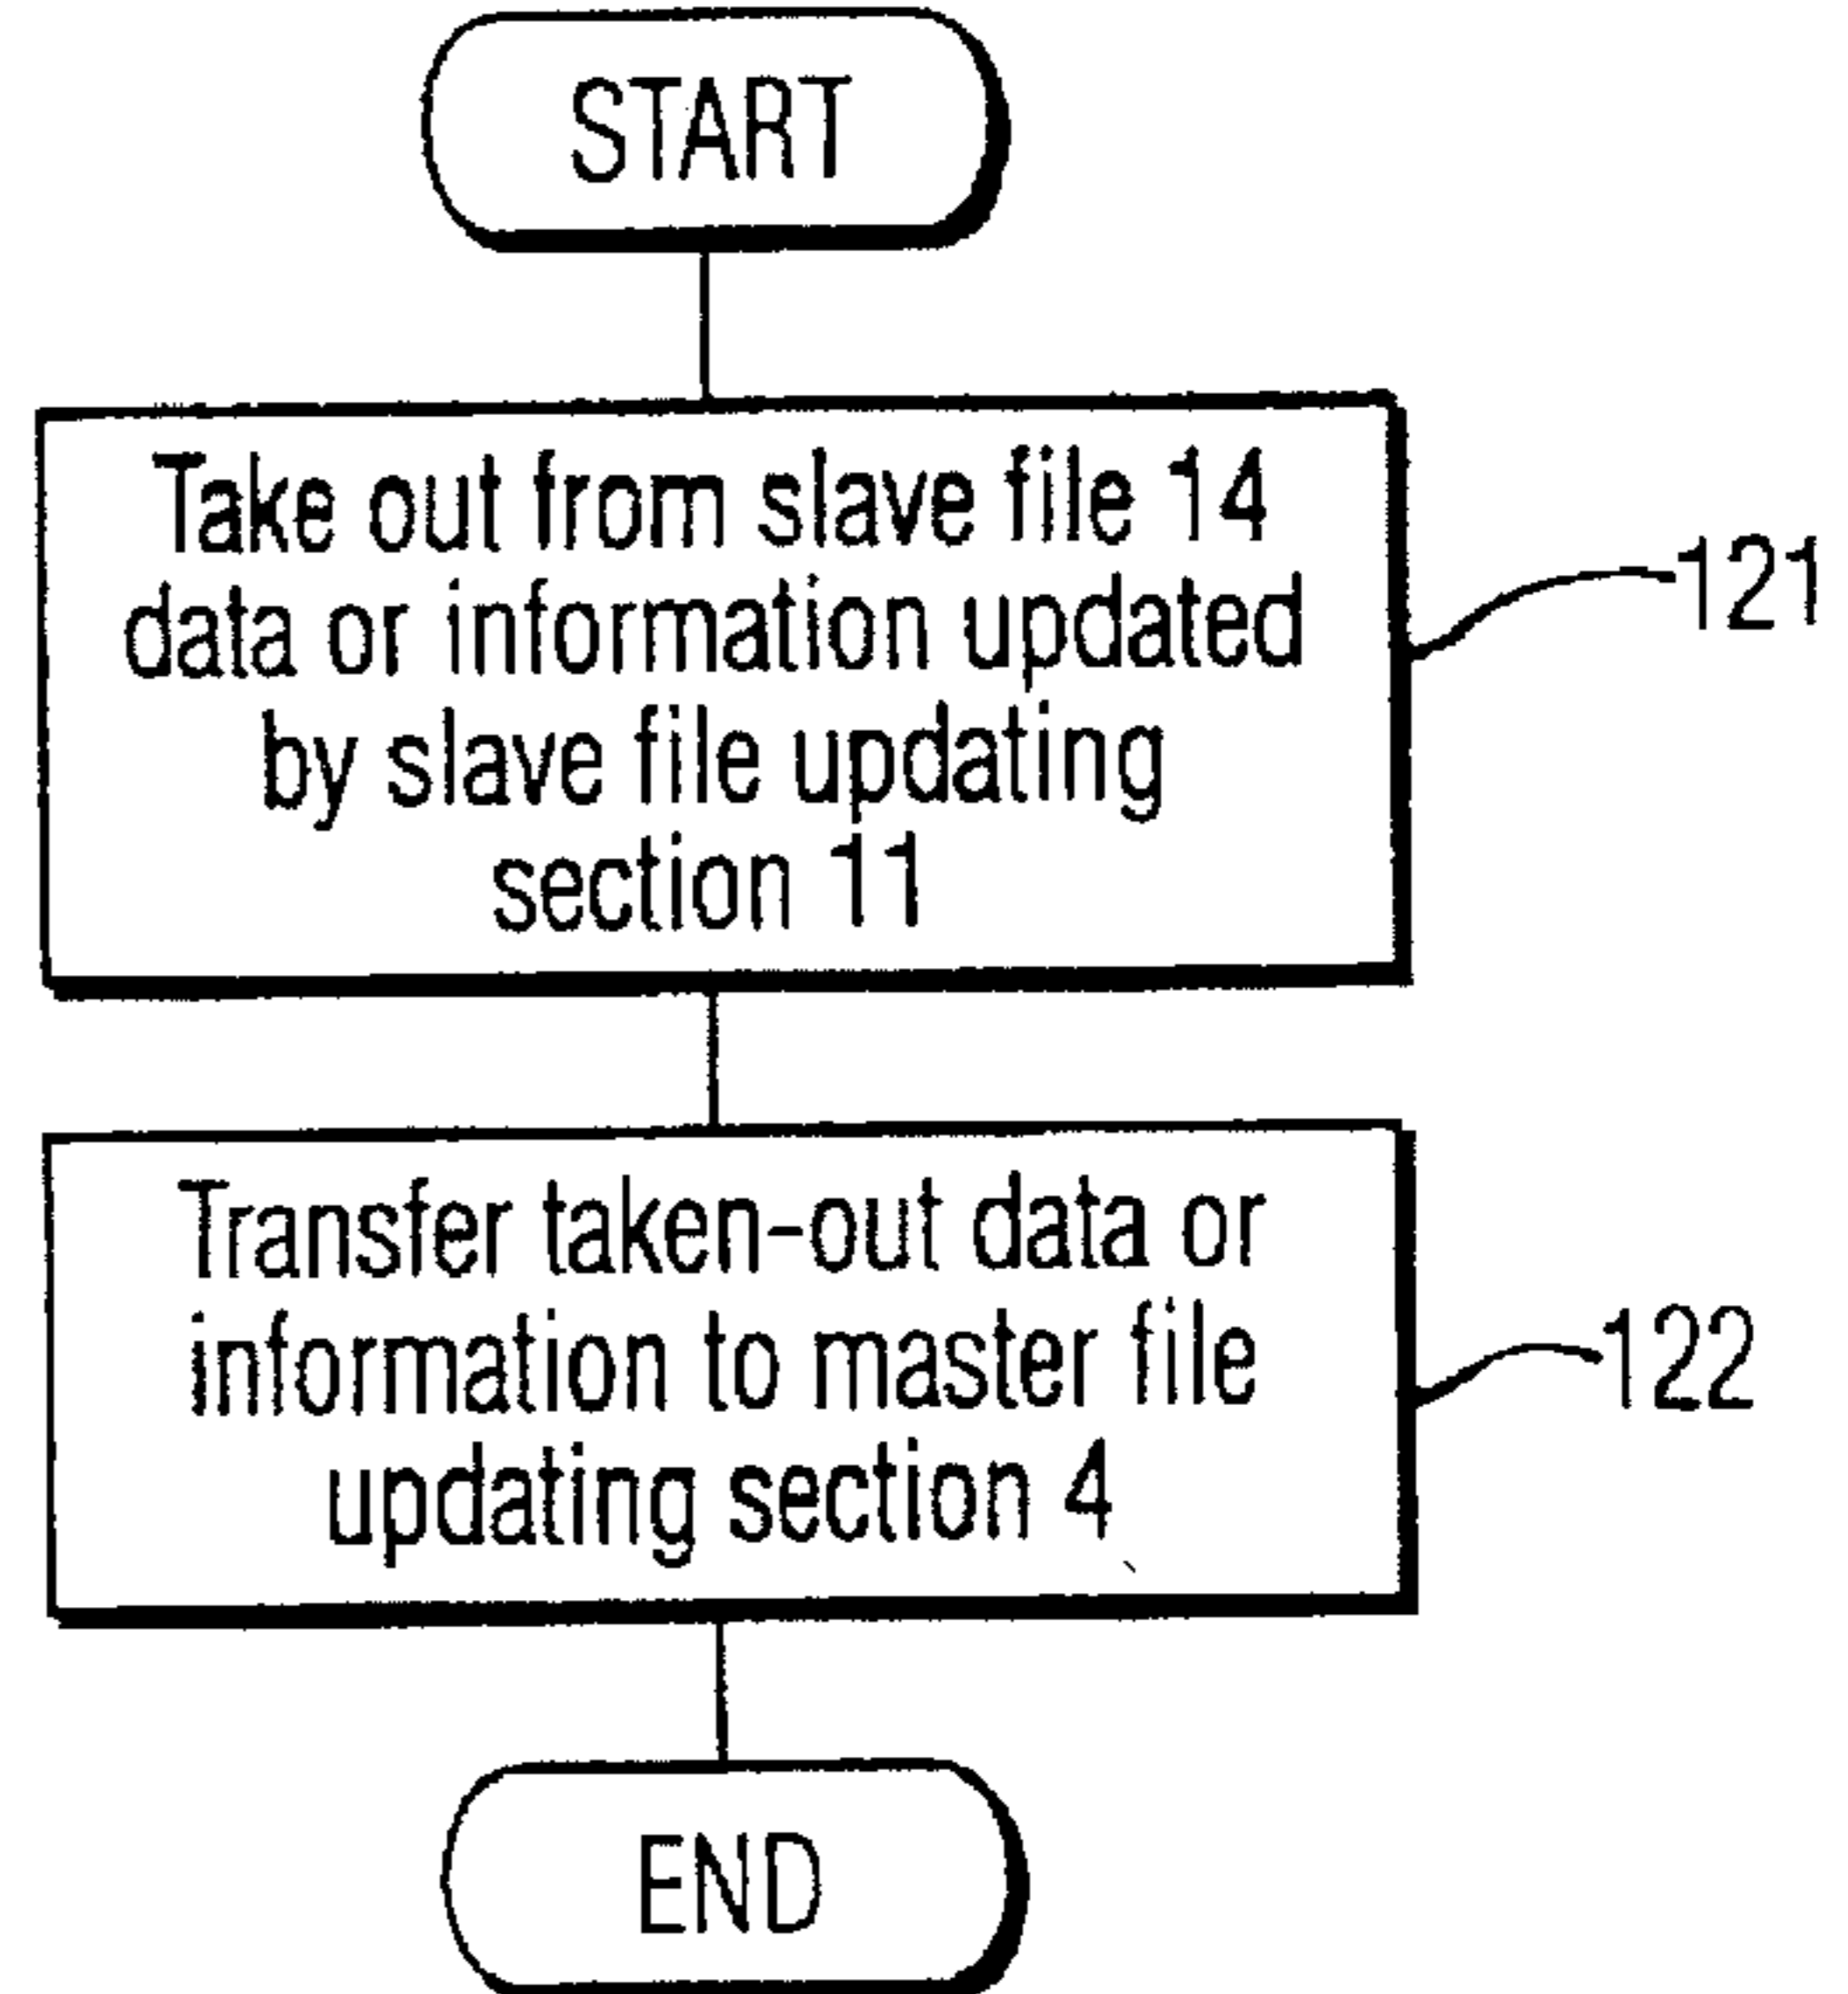 START
Take out from slave file 14
data or information updated
by slave file updating
section 11
121
Transfer taken-out data or
information to master file
updating section 4
122
END